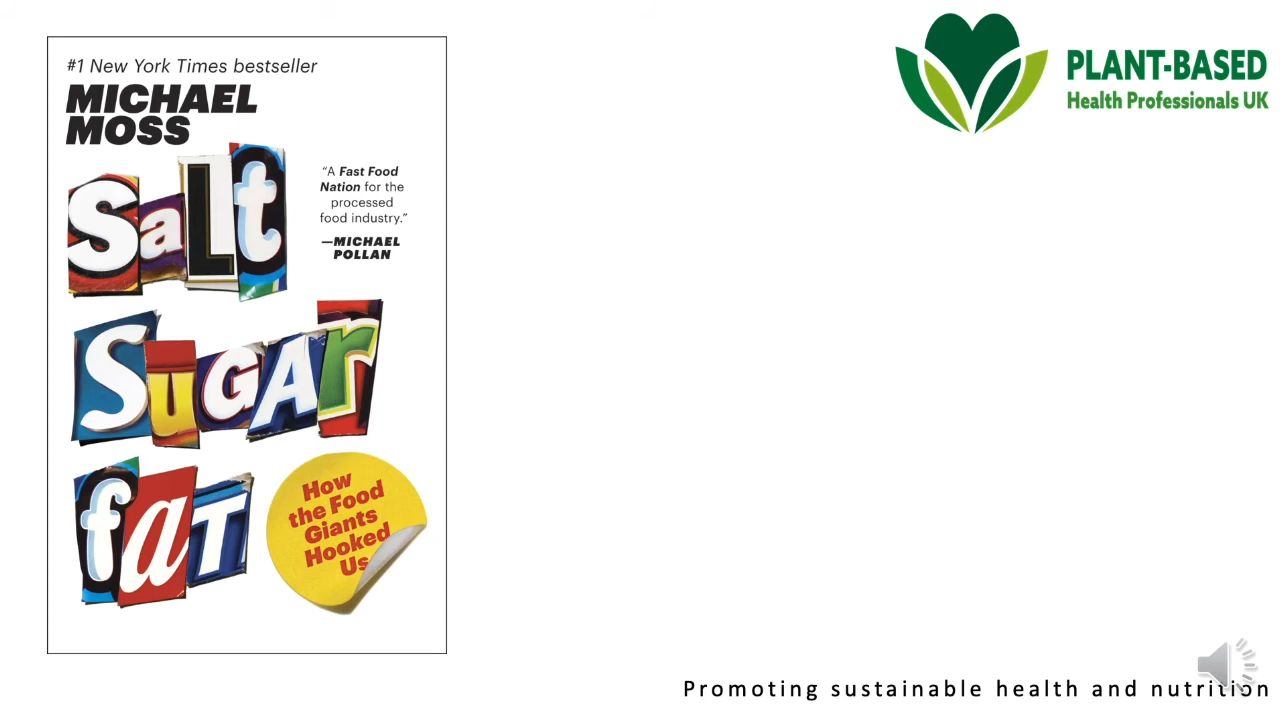 #1 New York Times bestseller
MICHAEL
MOSS
Salt
"A Fast Food
Nation for the
processed
food industry."
—MICHAEL
POLLAN
SuGAr
faT
How
the Food
Giants
Hooked
Us
PLANT-BASED
Health Professionals UK
Promoting sustainable health and nutrition